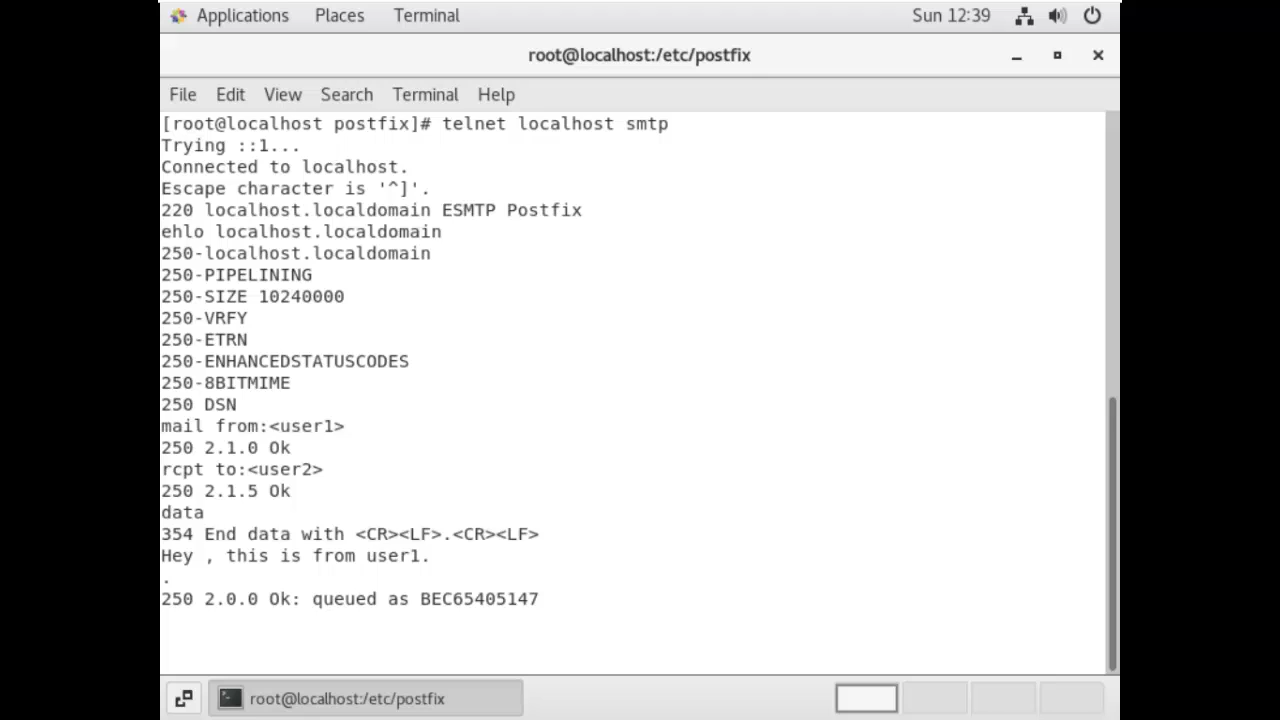 Applications Places Terminal Sun 12:39
root@localhost:/etc/postfix
File Edit View Search Terminal Help
[root@localhost postfix]# telnet localhost smtp
Trying ::1...
Connected to localhost.
Escape character is '^]'.
220 localhost.localdomain ESMTP Postfix
ehlo localhost.localdomain
250-localhost.localdomain
250-PIPELINING
250-SIZE 10240000
250-VRFY
250-ETRN
250-ENHANCEDSTATUSCODES
250-8BITMIME
250 DSN
mail from:<user1>
250 2.1.0 Ok
rcpt to:<user2>
250 2.1.5 Ok
data
354 End data with <CR><LF>.<CR><LF>
Hey , this is from user1.
.
250 2.0.0 Ok: queued as BEC65405147
root@localhost:/etc/postfix